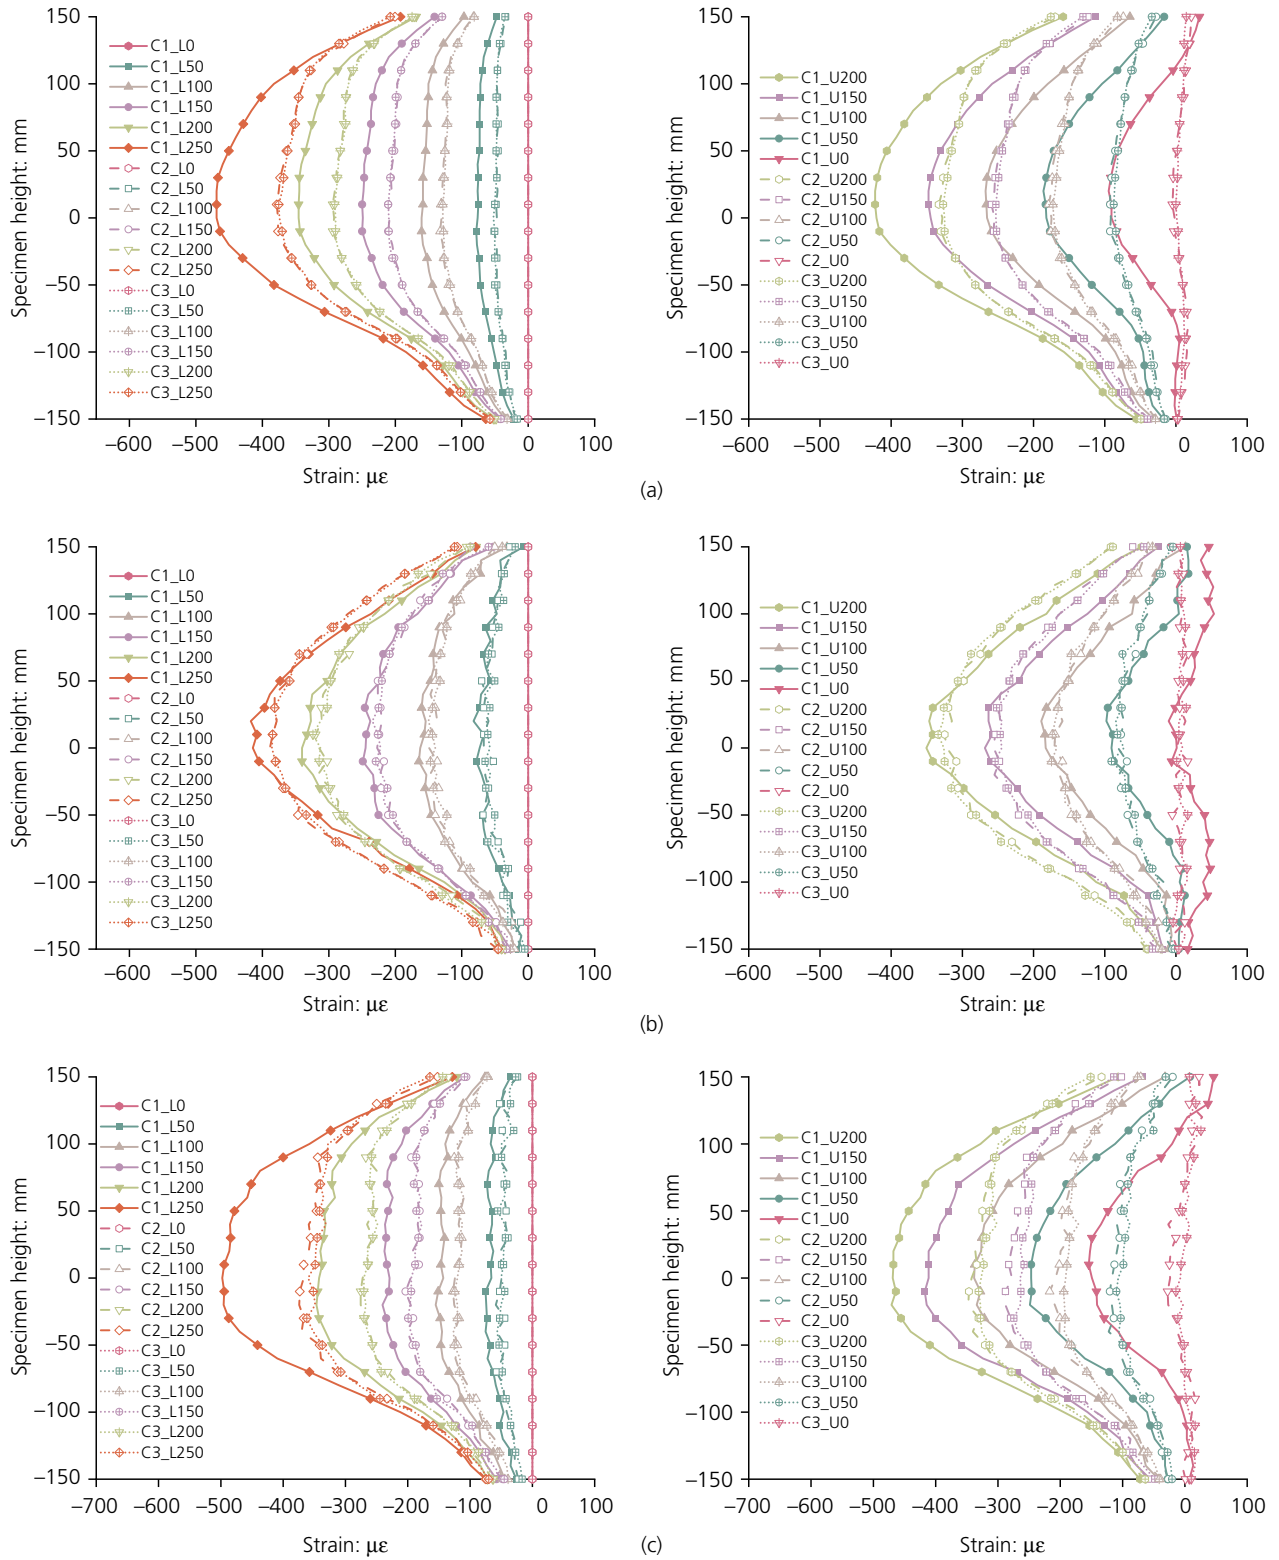 150
100
50
0
−50
−100
−150
Specimen height: mm
C1_L0
C1_L50
C1_L100
C1_L150
C1_L200
C1_L250
C2_L0
C2_L50
C2_L100
C2_L150
C2_L200
C2_L250
C3_L0
C3_L50
C3_L100
C3_L150
C3_L200
C3_L250
−600 −500 −400 −300 −200 −100 0 100
Strain: με
150
100
50
0
−50
−100
−150
Specimen height: mm
C1_U200
C1_U150
C1_U100
C1_U50
C1_U0
C2_U200
C2_U150
C2_U100
C2_U50
C2_U0
C3_U200
C3_U150
C3_U100
C3_U50
C3_U0
−600 −500 −400 −300 −200 −100 0 100
Strain: με
(a)
150
100
50
0
−50
−100
−150
Specimen height: mm
C1_L0
C1_L50
C1_L100
C1_L150
C1_L200
C1_L250
C2_L0
C2_L50
C2_L100
C2_L150
C2_L200
C2_L250
C3_L0
C3_L50
C3_L100
C3_L150
C3_L200
C3_L250
−600 −500 −400 −300 −200 −100 0 100
Strain: με
150
100
50
0
−50
−100
−150
Specimen height: mm
C1_U200
C1_U150
C1_U100
C1_U50
C1_U0
C2_U200
C2_U150
C2_U100
C2_U50
C2_U0
C3_U200
C3_U150
C3_U100
C3_U50
C3_U0
−600 −500 −400 −300 −200 −100 0 100
Strain: με
(b)
150
100
50
0
−50
−100
−150
Specimen height: mm
C1_L0
C1_L50
C1_L100
C1_L150
C1_L200
C1_L250
C2_L0
C2_L50
C2_L100
C2_L150
C2_L200
C2_L250
C3_L0
C3_L50
C3_L100
C3_L150
C3_L200
C3_L250
−700 −500 −400 −300 −200 −100 0 100
Strain: με
150
100
50
0
−50
−100
−150
Specimen height: mm
C1_U200
C1_U150
C1_U100
C1_U50
C1_U0
C2_U200
C2_U150
C2_U100
C2_U50
C2_U0
C3_U200
C3_U150
C3_U100
C3_U50
C3_U0
−700 −500 −400 −300 −200 −100 0 100
Strain: με
(c)